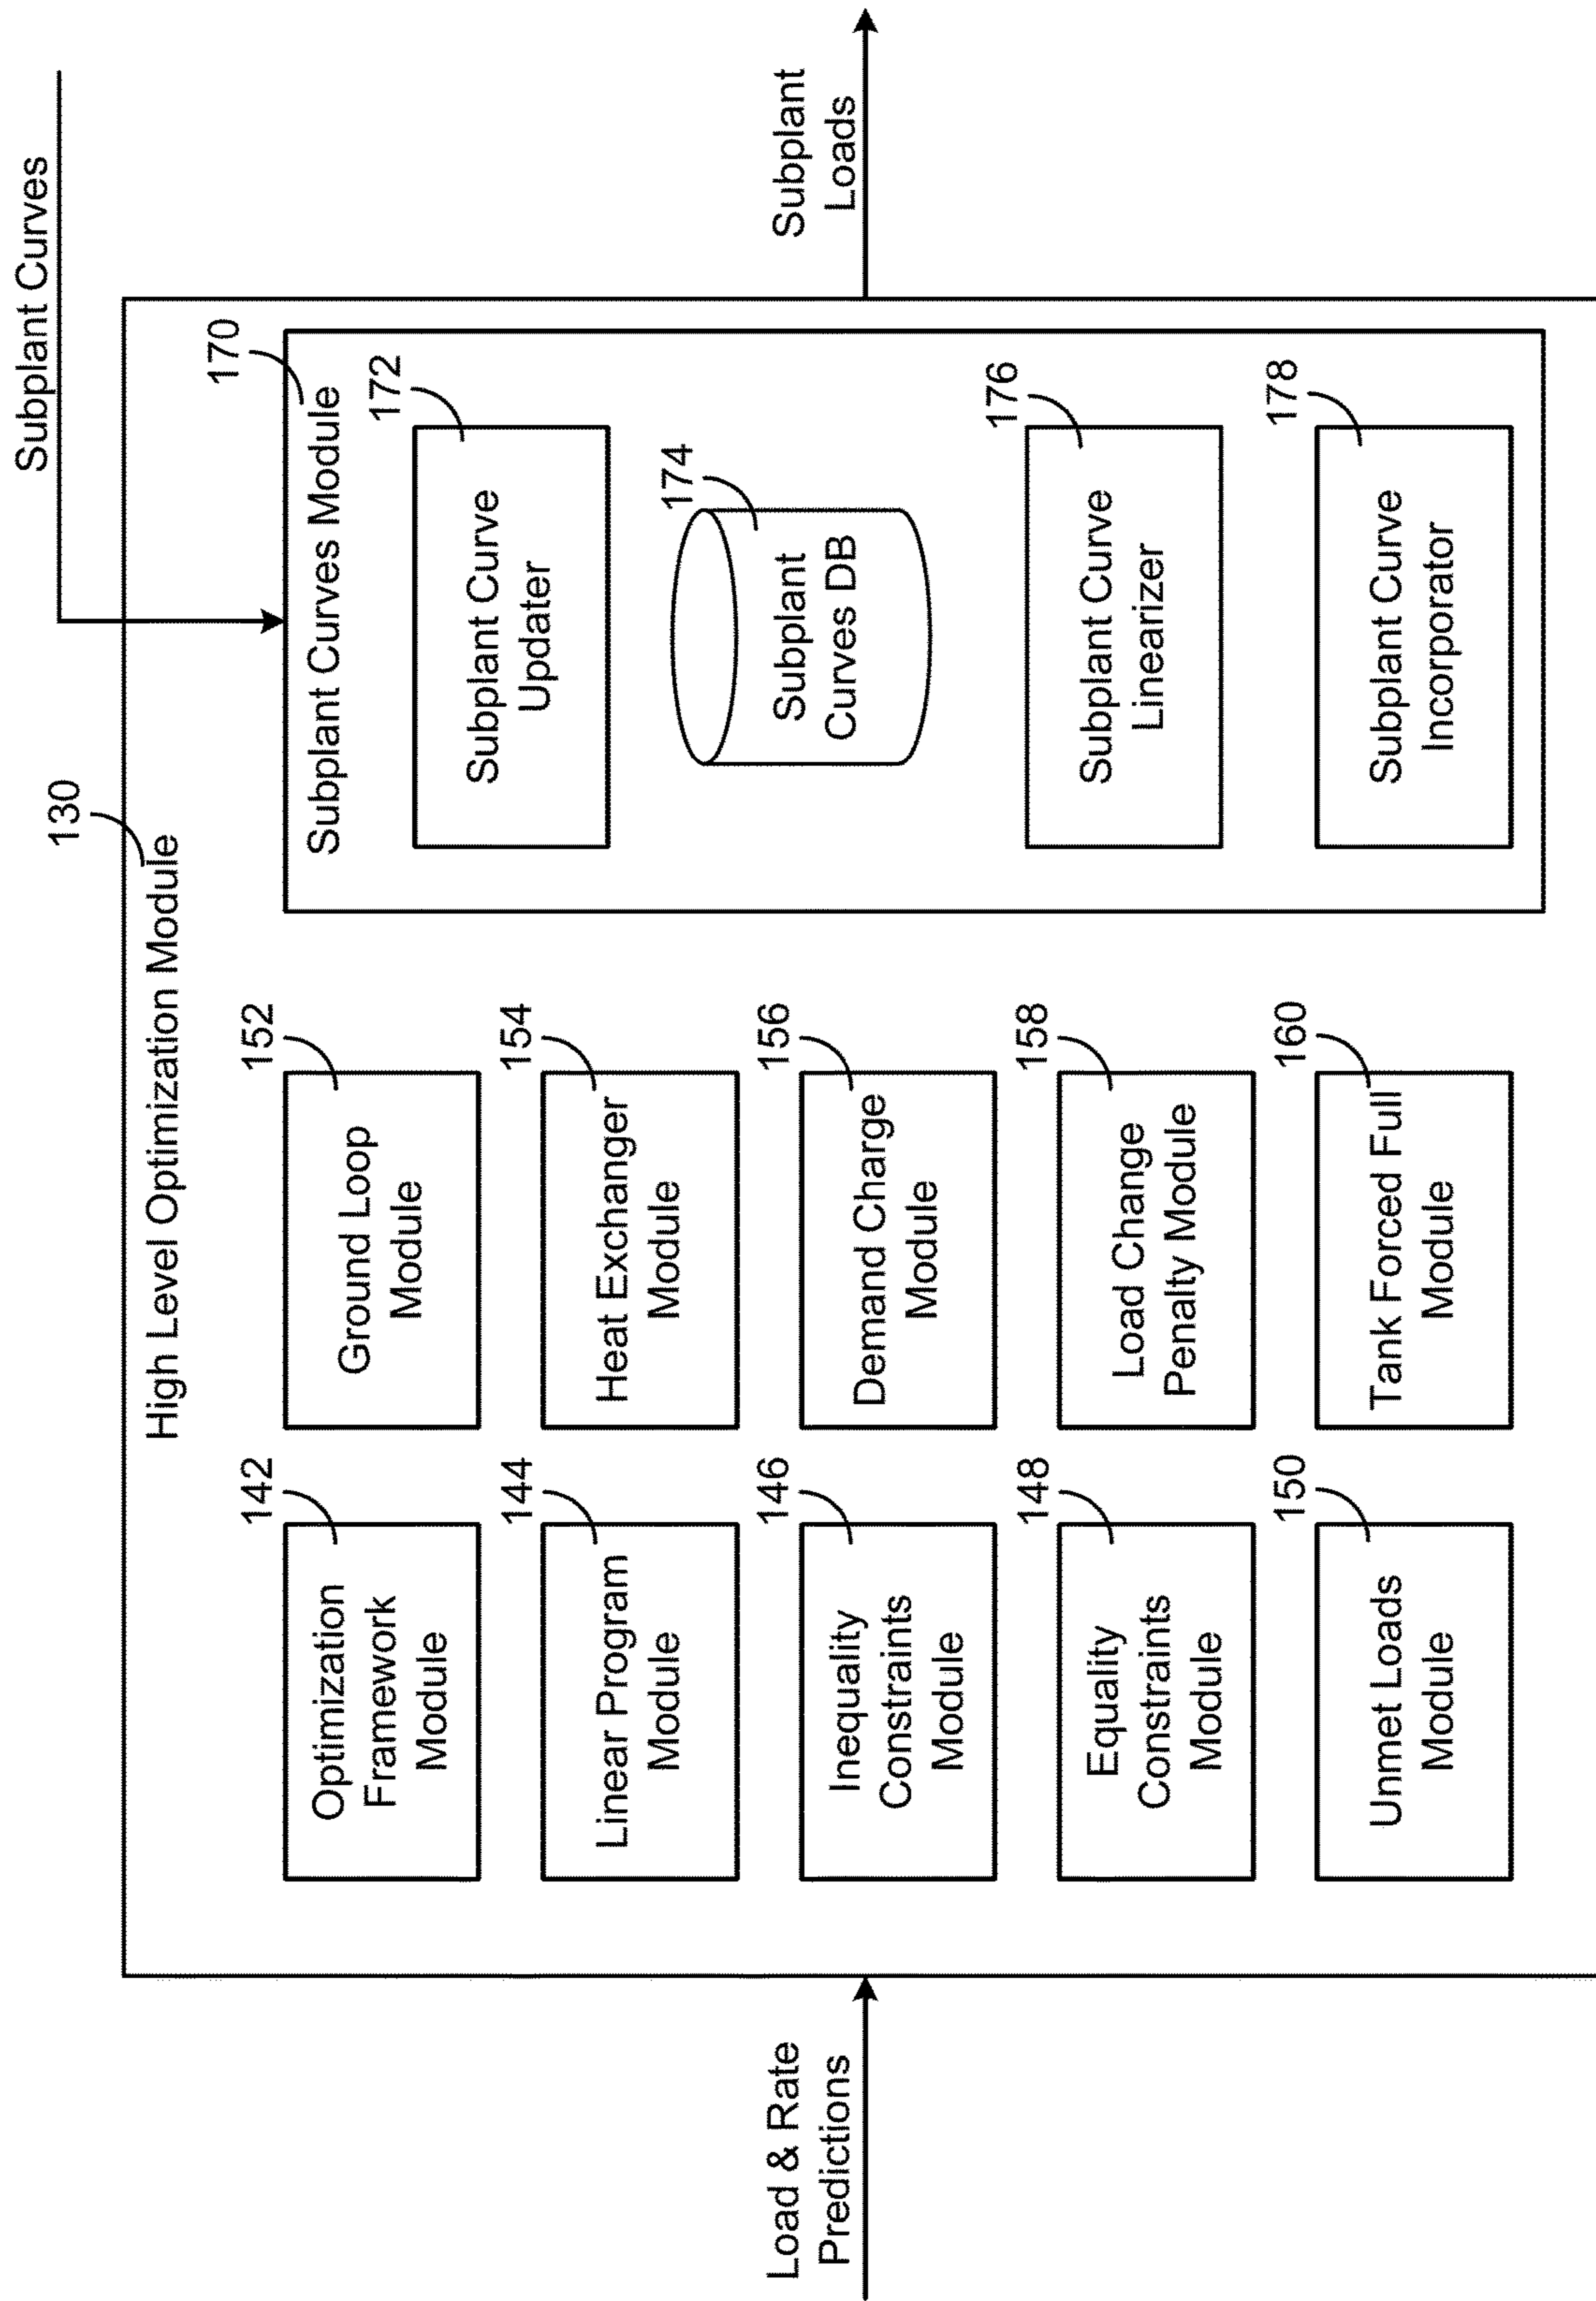 Subplant Curves
130
High Level Optimization Module
Load & Rate
Predictions
142
Optimization
Framework
Module
144
Linear Program
Module
146
Inequality
Constraints
Module
148
Equality
Constraints
Module
150
Unmet Loads
Module
152
Ground Loop
Module
154
Heat Exchanger
Module
156
Demand Charge
Module
158
Load Change
Penalty Module
160
Tank Forced Full
Module
170
Subplant Curves Module
172
Subplant Curve
Updater
174
Subplant
Curves DB
176
Subplant Curve
Linearizer
178
Subplant Curve
Incorporator
Subplant
Loads